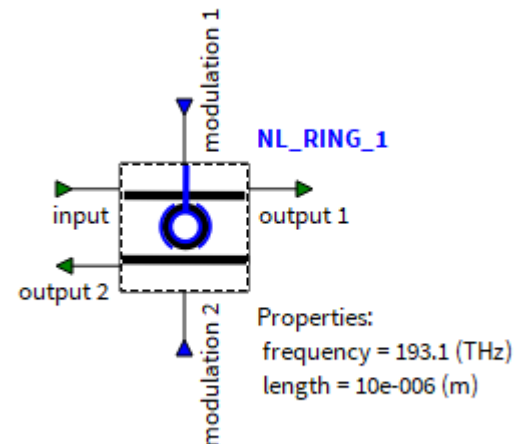 modulation 1
NL_RING_1
input
output 1
output 2
modulation 2
Properties:
frequency = 193.1 (THz)
length = 10e-006 (m)